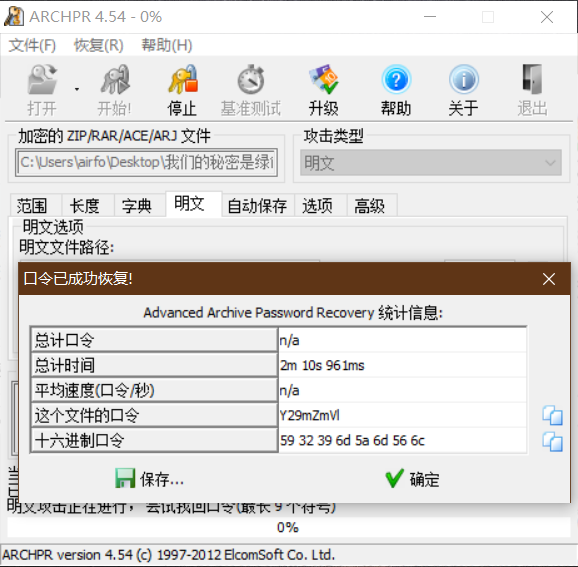 ARCHPR 4.54 - 0%
文件(F) 恢复(R) 帮助(H)
打开 开始! 停止 基准测试 升级 帮助 关于 退出
加密的 ZIP/RAR/ACE/ARJ 文件 攻击类型
C:\Users\airfo\Desktop\我们的秘密是绿 明文
范围 长度 字典 明文 自动保存 选项 高级
明文选项
明文文件路径:
口令已成功恢复!
Advanced Archive Password Recovery 统计信息:
总计口令 n/a
总计时间 2m 10s 961ms
平均速度(口令/秒) n/a
这个文件的口令 Y29mZmVl
十六进制口令 59 32 39 6d 5a 6d 56 6c
保存... 确定
明文攻击正在进行，尝试找回口令(最长 9 个符号)
0%
ARCHPR version 4.54 (c) 1997-2012 ElcomSoft Co. Ltd.